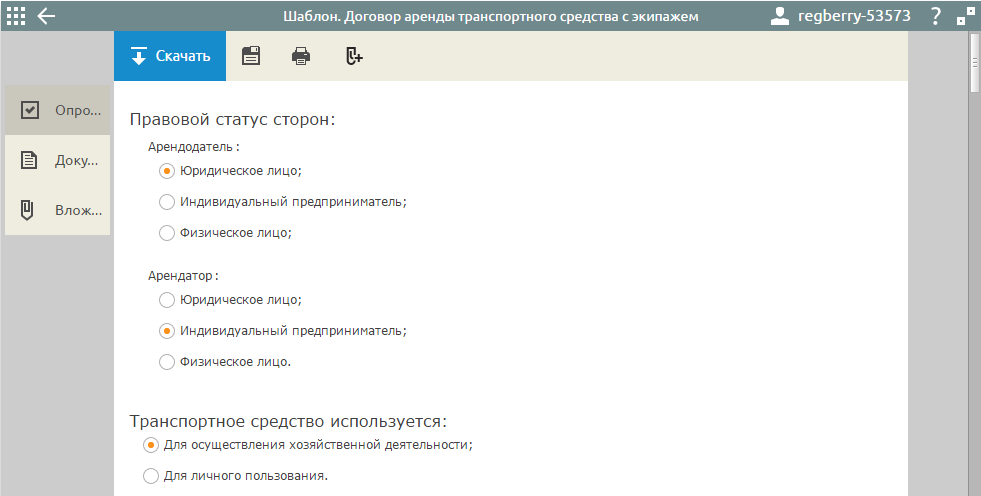 Шаблон. Договор аренды транспортного средства с экипажем
regberry-53573
?
Скачать
Опро...
Доку...
Влож...
Правовой статус сторон:
Арендодатель:
Юридическое лицо;
Индивидуальный предприниматель;
Физическое лицо;
Арендатор:
Юридическое лицо;
Индивидуальный предприниматель;
Физическое лицо.
Транспортное средство используется:
Для осуществления хозяйственной деятельности;
Для личного пользования.